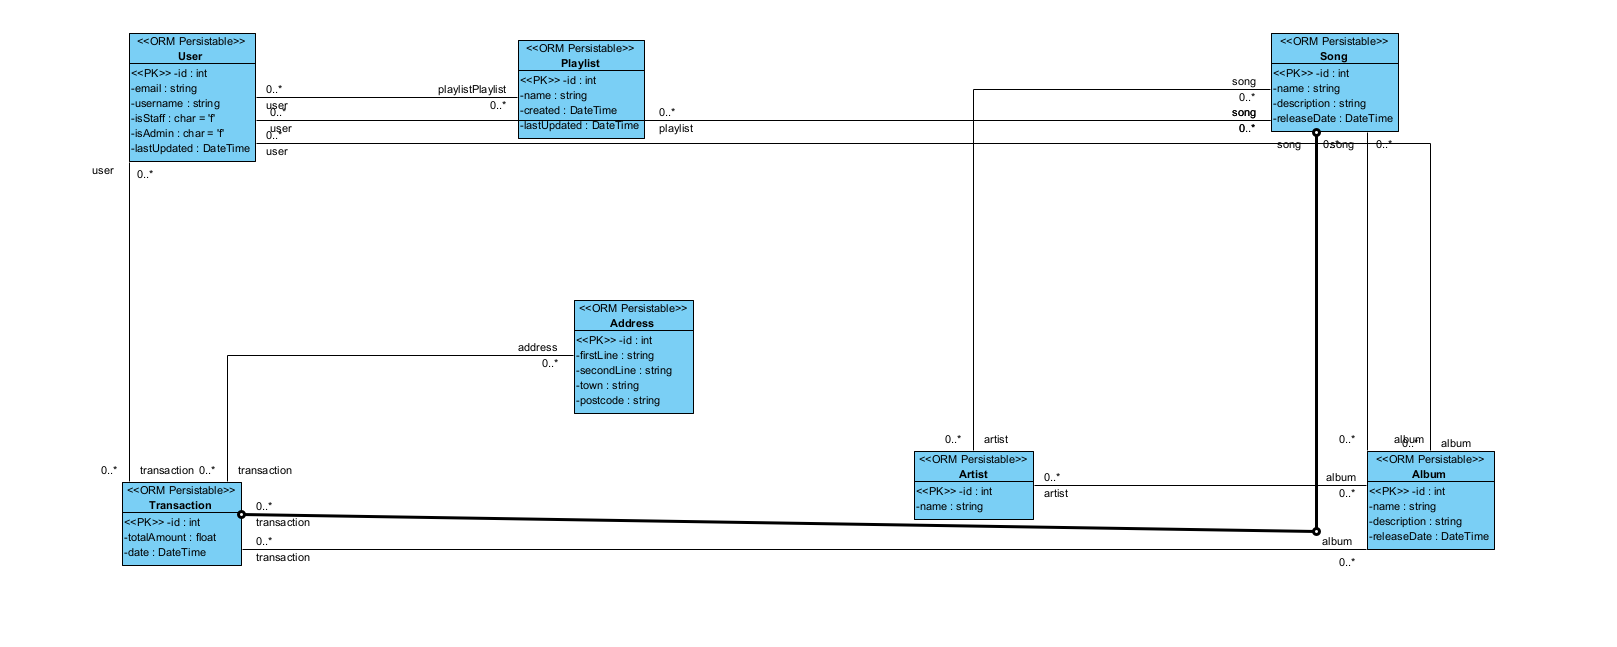 <<ORM Persistable>>
User
<<PK>> -id : int
-email : string
-username : string
-isStaff : char = 'f'
-isAdmin : char = 'f'
-lastUpdated : DateTime
<<ORM Persistable>>
Playlist
<<PK>> -id : int
-name : string
-created : DateTime
-lastUpdated : DateTime
<<ORM Persistable>>
Song
<<PK>> -id : int
-name : string
-description : string
-releaseDate : DateTime
0..*
user
playlistPlaylist
0..*
0..*
user
0..*
user
0..*
playlist
song
0..*
song
0..*
song
0..*
song
0..*
user
0..*
<<ORM Persistable>>
Address
<<PK>> -id : int
-firstLine : string
-secondLine : string
-town : string
-postcode : string
address
0..*
0..*
transaction
0..*
transaction
0..*
artist
0..*
album
0..*
album
<<ORM Persistable>>
Transaction
<<PK>> -id : int
-totalAmount : float
-date : DateTime
<<ORM Persistable>>
Artist
<<PK>> -id : int
-name : string
<<ORM Persistable>>
Album
<<PK>> -id : int
-name : string
-description : string
-releaseDate : DateTime
0..*
artist
album
0..*
0..*
transaction
0..*
transaction
album
0..*